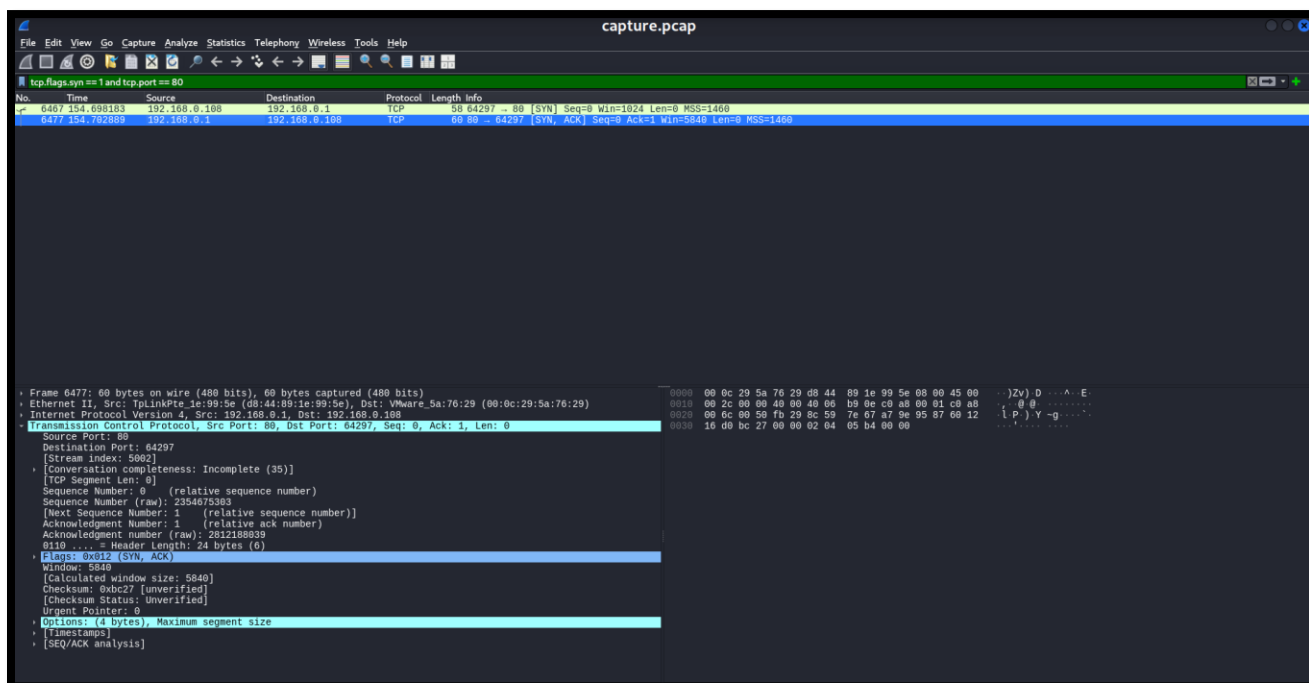 capture.pcap
File Edit View Go Capture Analyze Statistics Telephony Wireless Tools Help
tcp.flags.syn == 1 and tcp.port == 80
No. Time Source Destination Protocol Length Info
6467 154.698183 192.168.0.108 192.168.0.1 TCP 58 64297 → 80 [SYN] Seq=0 Win=1024 Len=0 MSS=1460
6477 154.702889 192.168.0.1 192.168.0.108 TCP 60 80 → 64297 [SYN, ACK] Seq=0 Ack=1 Win=5840 Len=0 MSS=1460
Frame 6477: 60 bytes on wire (480 bits), 60 bytes captured (480 bits)
Ethernet II, Src: TpLinkPte_1e:99:5e (d8:44:89:1e:99:5e), Dst: VMware_5a:76:29 (00:0c:29:5a:76:29)
Internet Protocol Version 4, Src: 192.168.0.1, Dst: 192.168.0.108
Transmission Control Protocol, Src Port: 80, Dst Port: 64297, Seq: 0, Ack: 1, Len: 0
Source Port: 80
Destination Port: 64297
[Stream index: 5002]
[Conversation completeness: Incomplete (35)]
[TCP Segment Len: 0]
Sequence Number: 0 (relative sequence number)
Sequence Number (raw): 2354675303
[Next Sequence Number: 1 (relative sequence number)]
Acknowledgment Number: 1 (relative ack number)
Acknowledgment number (raw): 2812188039
0110 .... = Header Length: 24 bytes (6)
Flags: 0x012 (SYN, ACK)
Window: 5840
[Calculated window size: 5840]
Checksum: 0xbc27 [unverified]
[Checksum Status: Unverified]
Urgent Pointer: 0
Options: (4 bytes), Maximum segment size
[Timestamps]
[SEQ/ACK analysis]
0000 00 0c 29 5a 76 29 d8 44 89 1e 99 5e 08 00 45 00 ··)Zv)·D ···^··E·
0010 00 2c 00 00 40 00 40 06 b9 0e c0 a8 00 01 c0 a8 ·,··@·@· ········
0020 00 6c 00 50 fb 29 8c 59 7e 67 a7 9e 95 87 60 12 ·l·P·)·Y ~g····`·
0030 16 d0 bc 27 00 00 02 04 05 b4 00 00 ···'···· ····